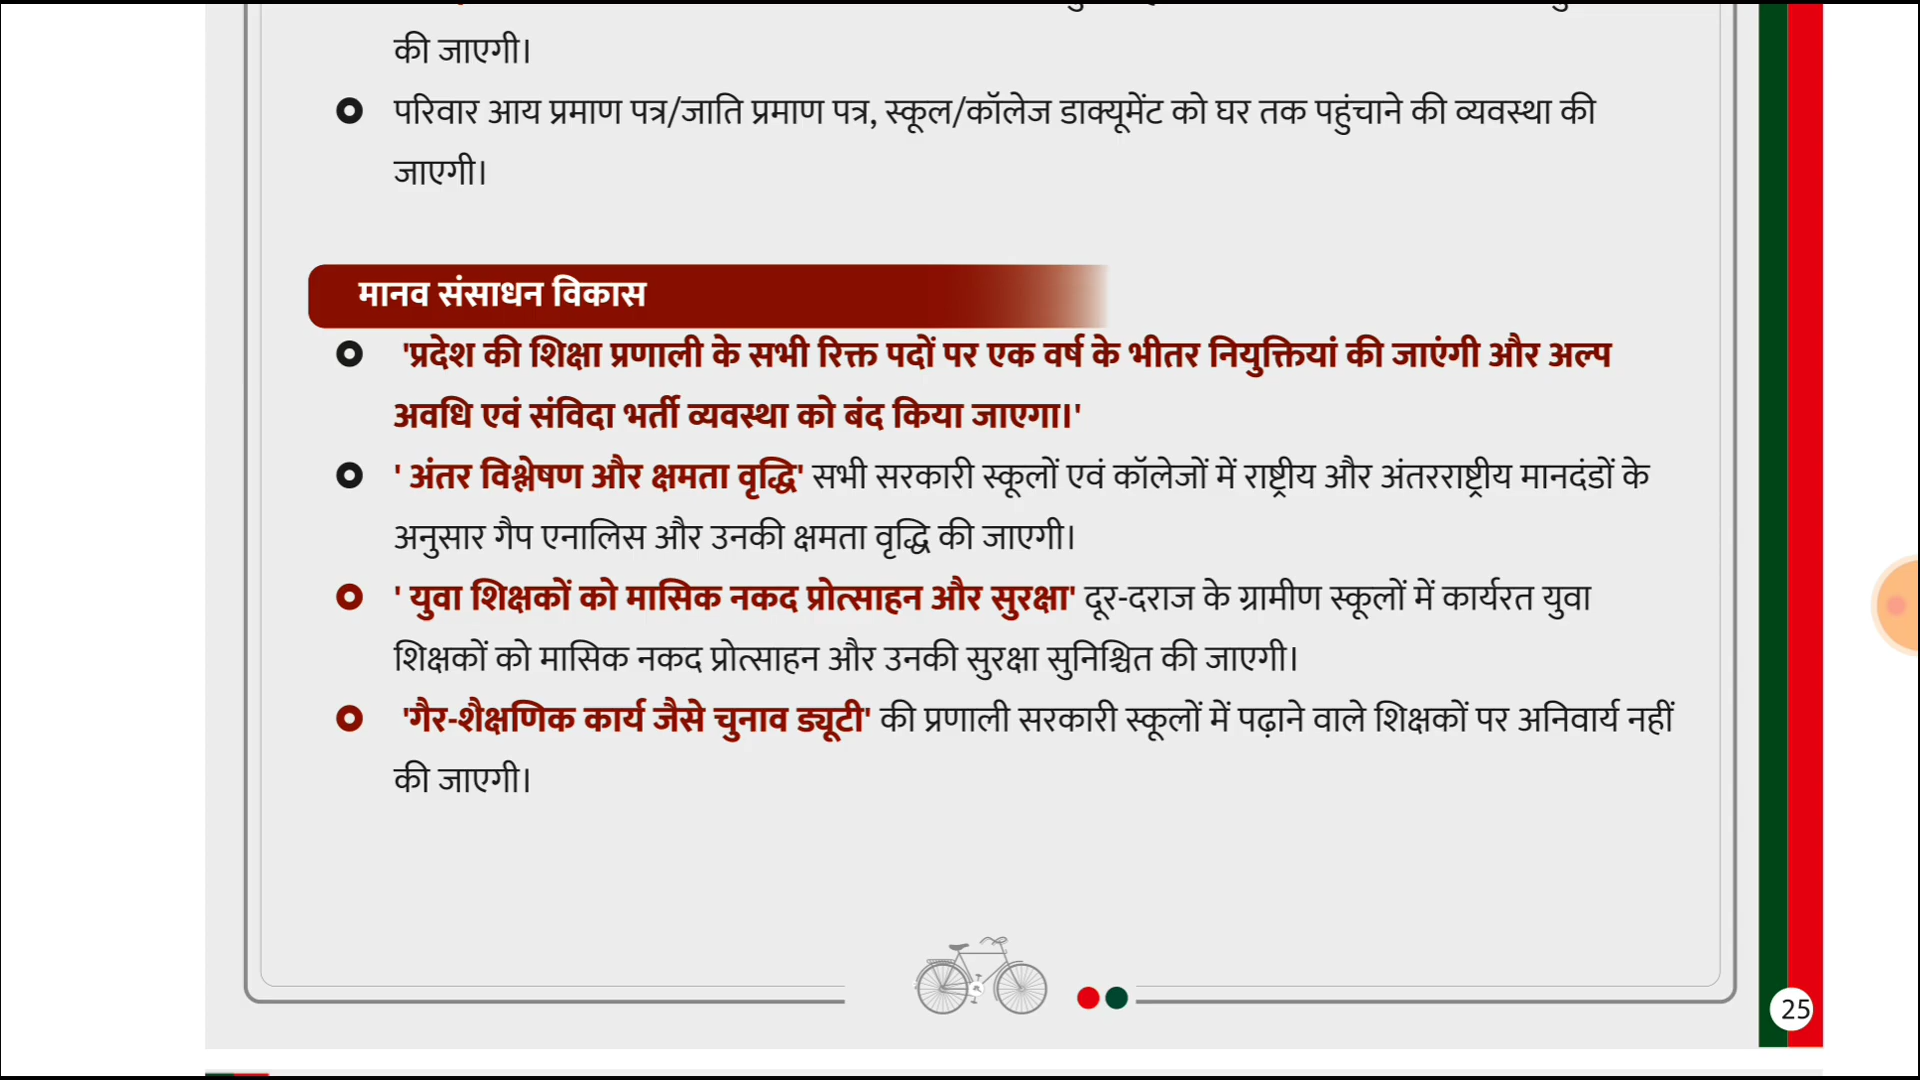 की जाएगी।
परिवार आय प्रमाण पत्र/जाति प्रमाण पत्र, स्कूल/कॉलेज डाक्यूमेंट को घर तक पहुंचाने की व्यवस्था की
जाएगी।
मानव संसाधन विकास
'प्रदेश की शिक्षा प्रणाली के सभी रिक्त पदों पर एक वर्ष के भीतर नियुक्तियां की जाएंगी और अल्प
अवधि एवं संविदा भर्ती व्यवस्था को बंद किया जाएगा।'
' अंतर विश्लेषण और क्षमता वृद्धि' सभी सरकारी स्कूलों एवं कॉलेजों में राष्ट्रीय और अंतरराष्ट्रीय मानदंडों के
अनुसार गैप एनालिस और उनकी क्षमता वृद्धि की जाएगी।
' युवा शिक्षकों को मासिक नकद प्रोत्साहन और सुरक्षा' दूर-दराज के ग्रामीण स्कूलों में कार्यरत युवा
शिक्षकों को मासिक नकद प्रोत्साहन और उनकी सुरक्षा सुनिश्चित की जाएगी।
'गैर-शैक्षणिक कार्य जैसे चुनाव ड्यूटी' की प्रणाली सरकारी स्कूलों में पढ़ाने वाले शिक्षकों पर अनिवार्य नहीं
की जाएगी।
25